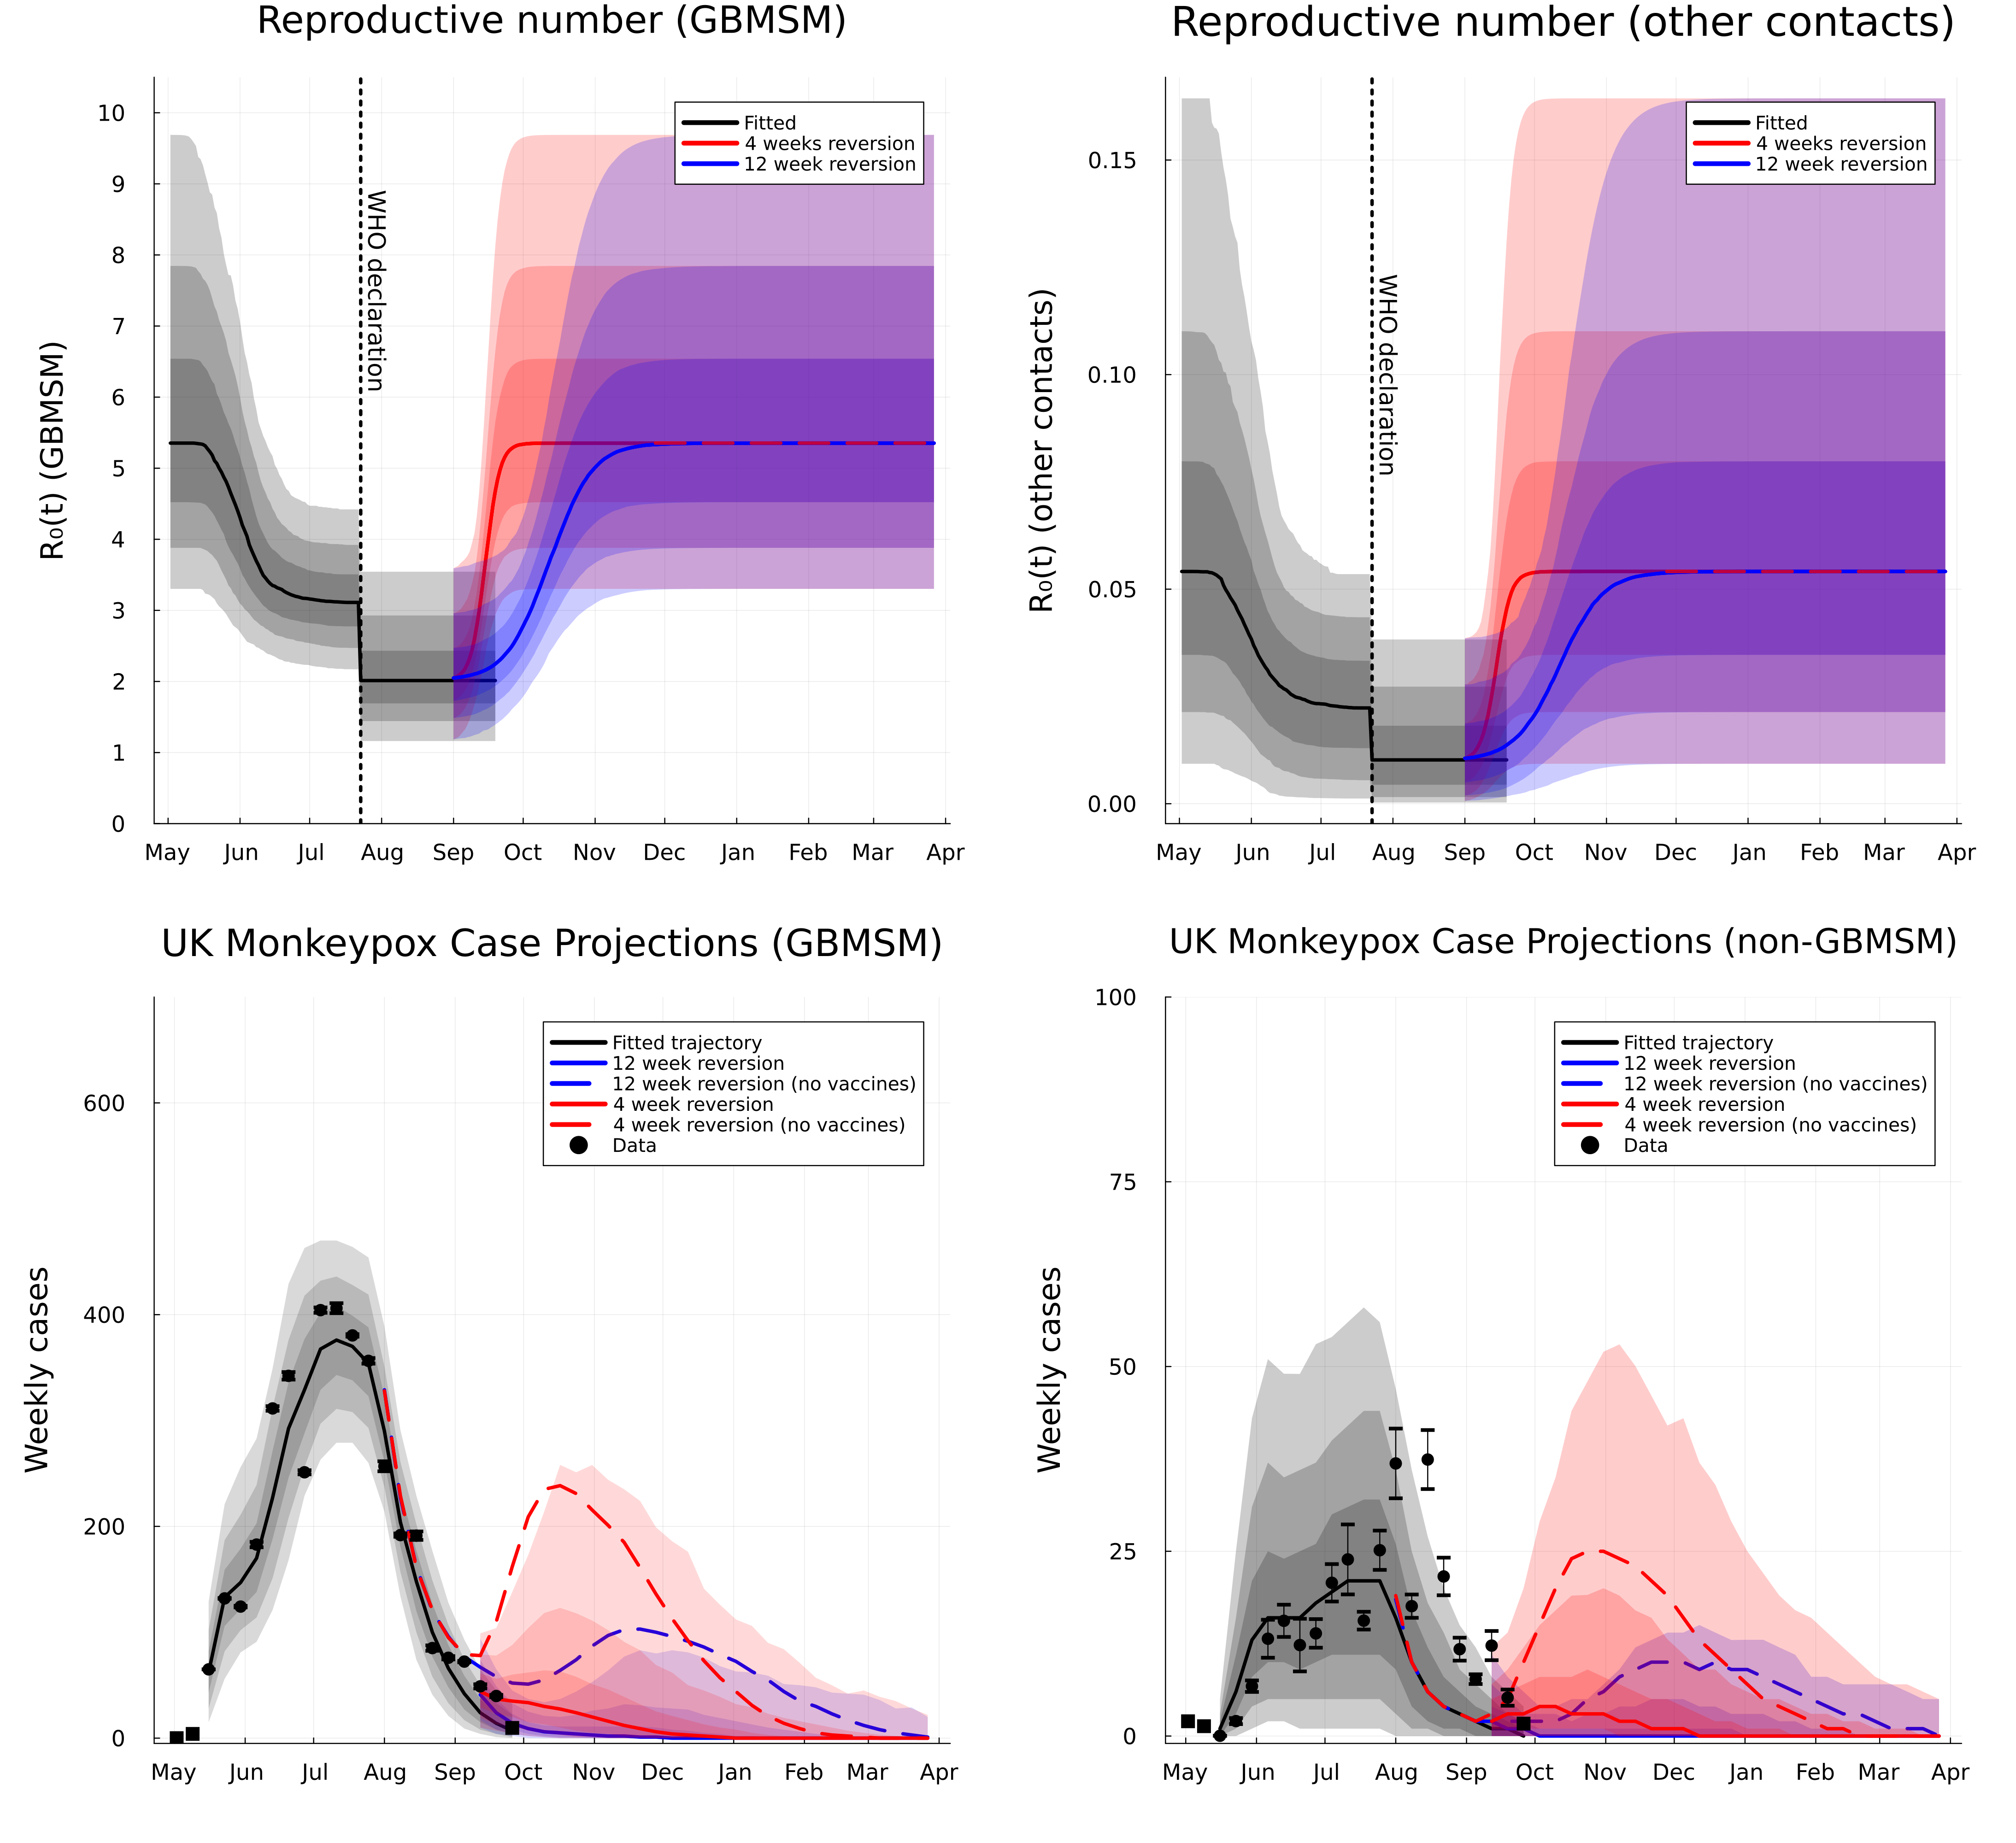 Reproductive number (GBMSM)
R₀(t) (GBMSM)
10
9
8
7
6
5
4
3
2
1
0
WHO declaration
Fitted
4 weeks reversion
12 week reversion
May Jun Jul Aug Sep Oct Nov Dec Jan Feb Mar Apr
Reproductive number (other contacts)
R₀(t) (other contacts)
0.15
0.10
0.05
0.00
WHO declaration
Fitted
4 weeks reversion
12 week reversion
May Jun Jul Aug Sep Oct Nov Dec Jan Feb Mar Apr
UK Monkeypox Case Projections (GBMSM)
Weekly cases
600
400
200
0
Fitted trajectory
12 week reversion
12 week reversion (no vaccines)
4 week reversion
4 week reversion (no vaccines)
Data
May Jun Jul Aug Sep Oct Nov Dec Jan Feb Mar Apr
UK Monkeypox Case Projections (non-GBMSM)
Weekly cases
100
75
50
25
0
Fitted trajectory
12 week reversion
12 week reversion (no vaccines)
4 week reversion
4 week reversion (no vaccines)
Data
May Jun Jul Aug Sep Oct Nov Dec Jan Feb Mar Apr